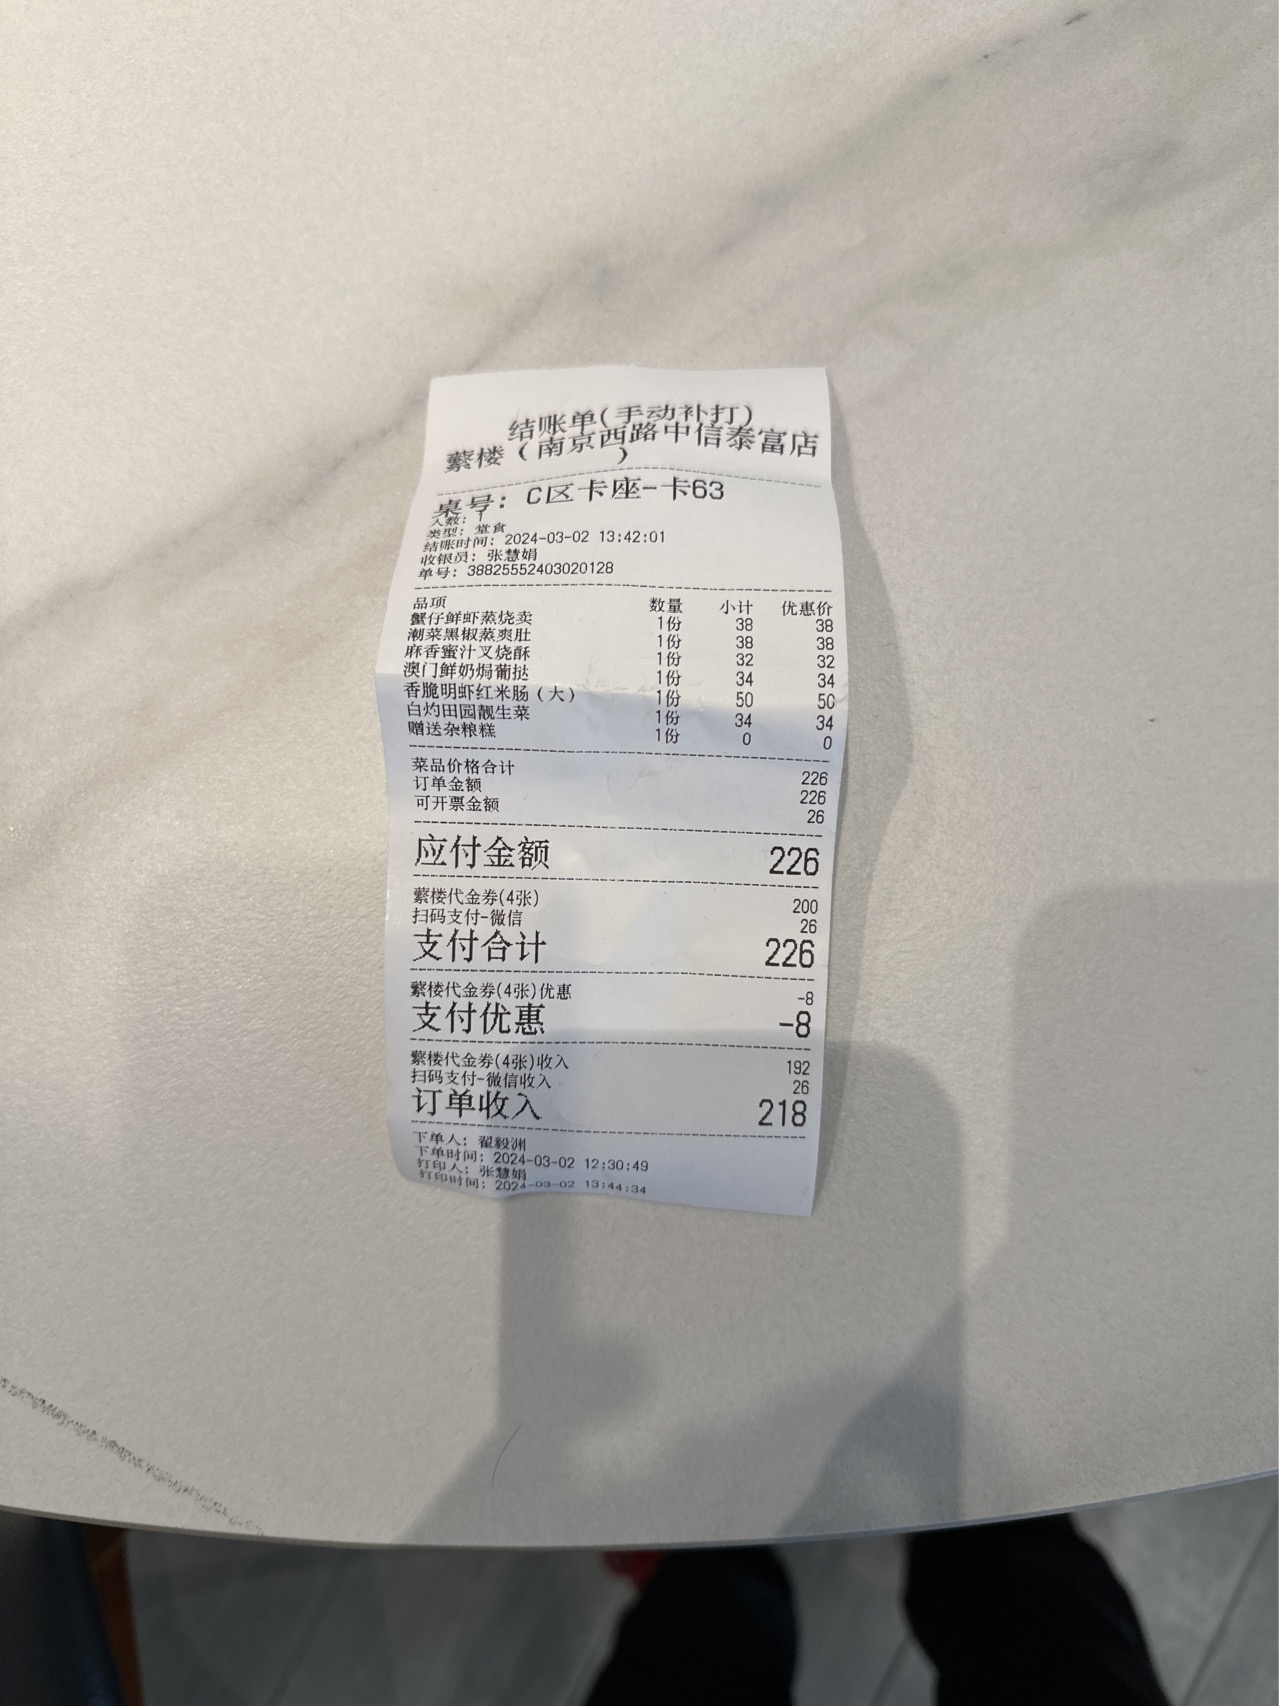 结账单(手动补打)
蘩楼（南京西路中信泰富店
）
桌号：C区卡座-卡63
人数：1
类型：堂食
结账时间：2024-03-02 13:42:01
收银员：张慧娟
单号：38825552403020128
品项 数量 小计 优惠价
蟹仔鲜虾蒸烧卖 1份 38 38
潮菜黑椒蒸爽肚 1份 38 38
麻香蜜汁叉烧酥 1份 32 32
澳门鲜奶焗葡挞 1份 34 34
香脆明虾红米肠（大） 1份 50 50
白灼田园靓生菜 1份 34 34
赠送杂粮糕 1份 0 0
菜品价格合计 226
订单金额 226
可开票金额 26
应付金额 226
蘩楼代金券(4张) 200
扫码支付-微信 26
支付合计 226
蘩楼代金券(4张)优惠 -8
支付优惠 -8
蘩楼代金券(4张)收入 192
扫码支付-微信收入 26
订单收入 218
下单人：翟毅渊
下单时间：2024-03-02 12:30:49
打印人：张慧娟
打印时间：2024-03-02 13:44:34